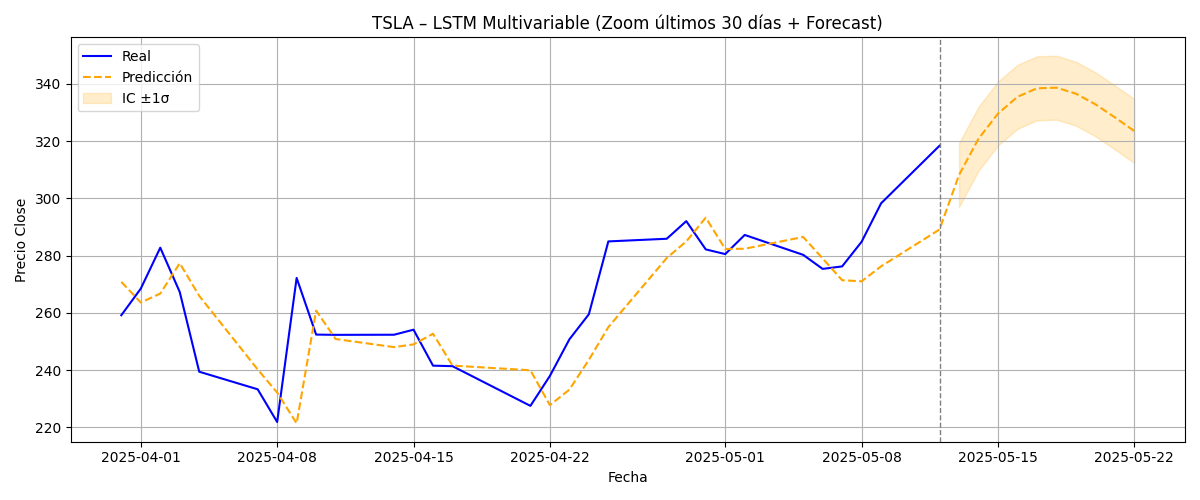 TSLA – LSTM Multivariable (Zoom últimos 30 días + Forecast)
Real
Predicción
IC ±1σ
Precio Close
340
320
300
280
260
240
220
2025-04-01
2025-04-08
2025-04-15
2025-04-22
2025-05-01
2025-05-08
2025-05-15
2025-05-22
Fecha